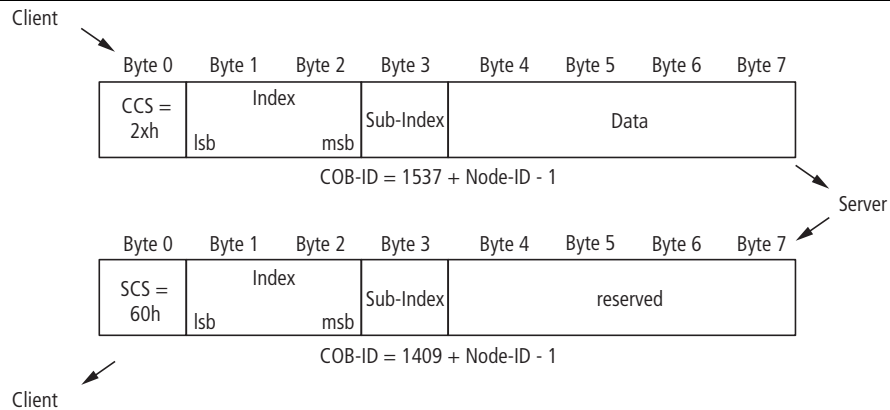 Client
Byte 0 Byte 1 Byte 2 Byte 3 Byte 4 Byte 5 Byte 6 Byte 7
CCS =
2xh
Index
lsb msb
Sub-Index
Data
COB-ID = 1537 + Node-ID - 1
Server
Byte 0 Byte 1 Byte 2 Byte 3 Byte 4 Byte 5 Byte 6 Byte 7
SCS =
60h
Index
lsb msb
Sub-Index
reserved
COB-ID = 1409 + Node-ID - 1
Client